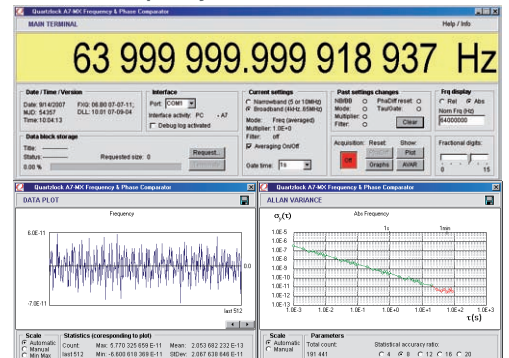 Quartzlock A7-MX Frequency & Phase Comparator
MAIN TERMINAL Help / Info
63 999 999.999 918 937 Hz
Date / Time / Version Interface Current settings Past settings changes Frq display
Date: 9/14/2007 FXQ: 06.B0 07-07-11; Port: COM1 Narrowband (5 or 10MHz) NB/BB PhaDiff reset: Rel Abs
MJD: 54357 DLL: 10.01 07-09-04 Interface activity: PC - A7 Broadband (4kHz..65MHz) Mode: Tau/Gate: Nom Frq (Hz)
Time: 10:04:13 Debug log activated Mode: Freq (averaged) Multiplier: 64000000
Multiplier: 1.0E+0 Filter: Clear
Data block storage Filter: off Acquisition: Reset: Show: Fractional digits:
Title: Averaging On/Off Off Plot
Status: Requested size: 0 Request... Graphs AVAR
0.00 % Gate time: 1s 0 15
Quartzlock A7-MX Frequency & Phase Comparator
DATA PLOT
Frequency
6.0E-11
0.0
-7.0E-11
last 512
Scale Statistics (coresponding to plot)
Automatic Count: Max: 5.770 325 659 E-11 Mean: 2.053 682 232 E-13
Manual last 512 Min: -6.600 618 369 E-11 StDev: 2.067 630 648 E-11
Min Max
Quartzlock A7-MX Frequency & Phase Comparator
ALLAN VARIANCE
σy(τ) Abs Frequency
1s 1min
1.0E-5
1.0E-6
1.0E-7
1.0E-8
1.0E-9
1.0E-10
1.0E-11
1.0E-12
1.0E-13
1.0E-3 1.0E-2 1.0E-1 1.0E+0 1.0E+1 1.0E+2 1.0E+3
τ(s)
Scale Parameters
Automatic Total count: Statistical accuracy ratio:
Manual 191 441 4 8 12 16 20